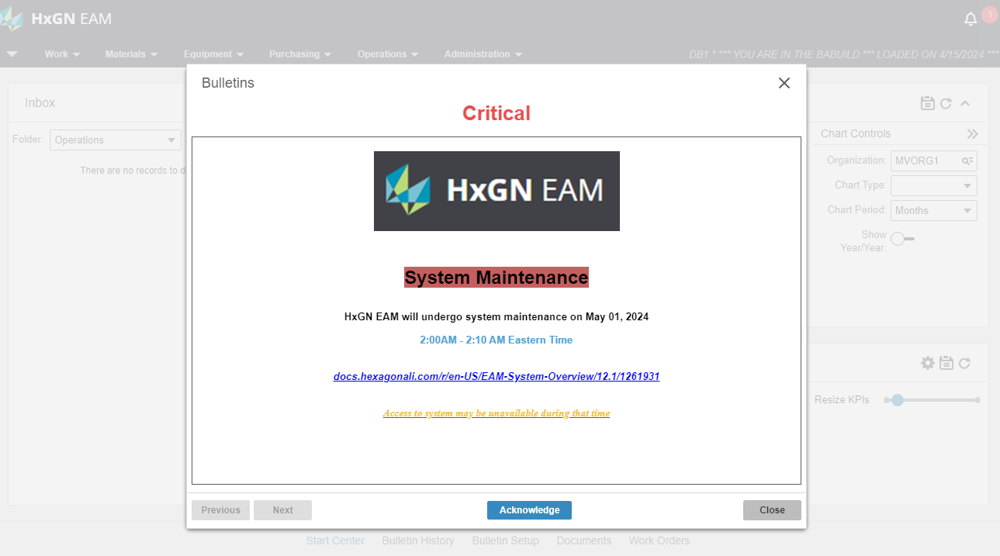 HxGN EAM
1
Work
Materials
Equipment
Purchasing
Operations
Administration
DB1 * *** YOU ARE IN THE BABUILD *** LOADED ON 4/15/2024 ***
Bulletins
Critical
Inbox
Folder:
Operations
There are no records to d
HxGN EAM
System Maintenance
HxGN EAM will undergo system maintenance on May 01, 2024
2:00AM - 2:10 AM Eastern Time
docs.hexagonali.com/r/en-US/EAM-System-Overview/12.1/1261931
Access to system may be unavailable during that time
Chart Controls
Organization:
MVORG1
Chart Type:
Chart Period:
Months
Show
Year/Year:
Resize KPIs
Previous
Next
Acknowledge
Close
Start Center
Bulletin History
Bulletin Setup
Documents
Work Orders